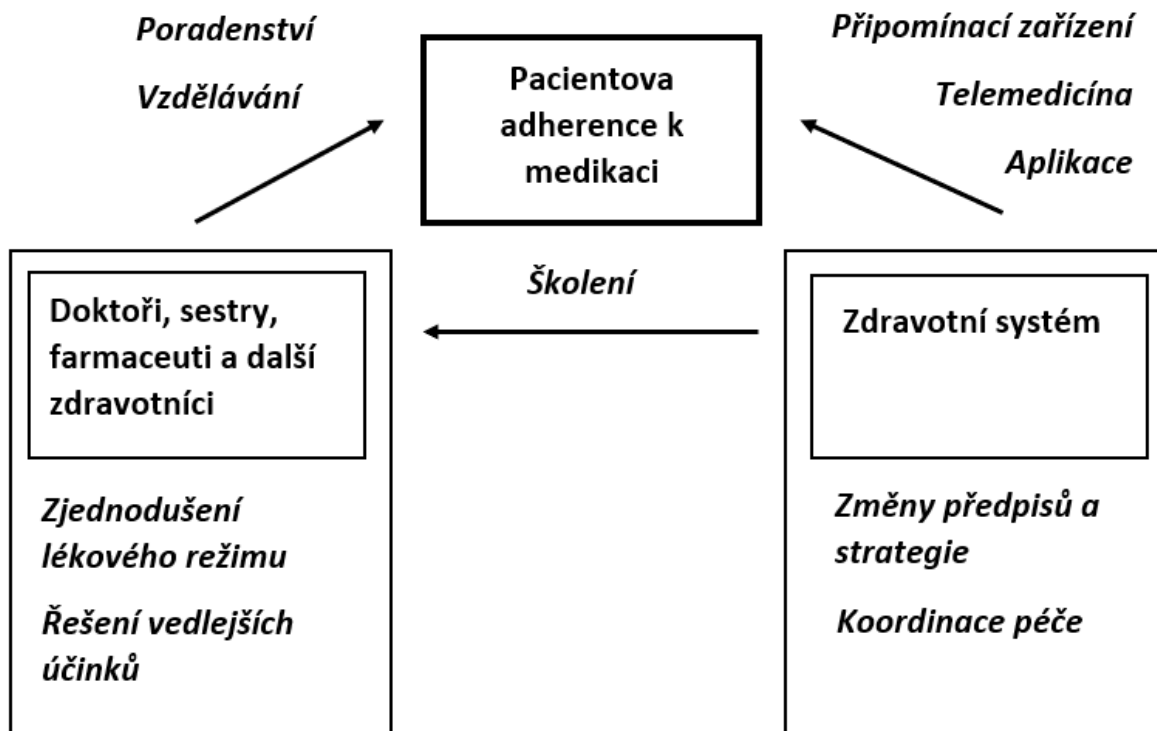 Poradenství
Vzdělávání
Pacientova
adherence k
medikaci
Připomínací zařízení
Telemedicína
Aplikace
Školení
Doktoři, sestry,
farmaceuti a další
zdravotníci
Zjednodušení
lékového režimu
Řešení vedlejších
účinků
Zdravotní systém
Změny předpisů a
strategie
Koordinace péče